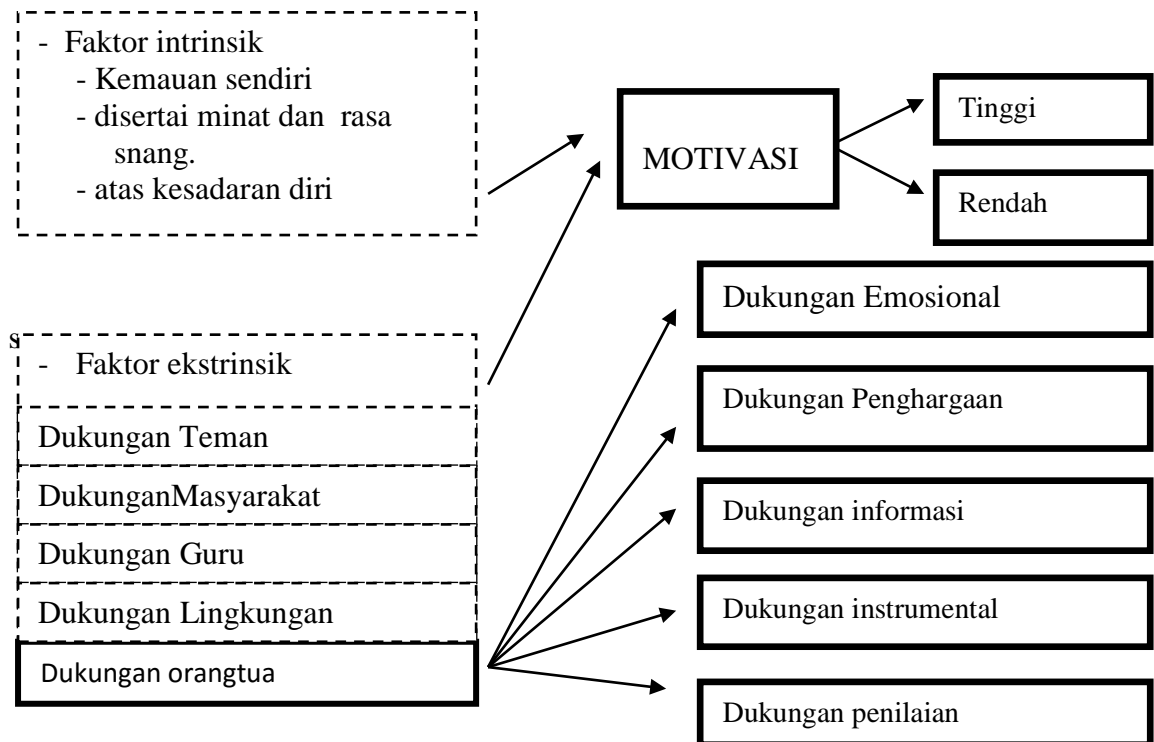 - Faktor intrinsik
- Kemauan sendiri
- disertai minat dan rasa
snang.
- atas kesadaran diri
MOTIVASI
Tinggi
Rendah
s
- Faktor ekstrinsik
Dukungan Teman
DukunganMasyarakat
Dukungan Guru
Dukungan Lingkungan
Dukungan orangtua
Dukungan Emosional
Dukungan Penghargaan
Dukungan informasi
Dukungan instrumental
Dukungan penilaian